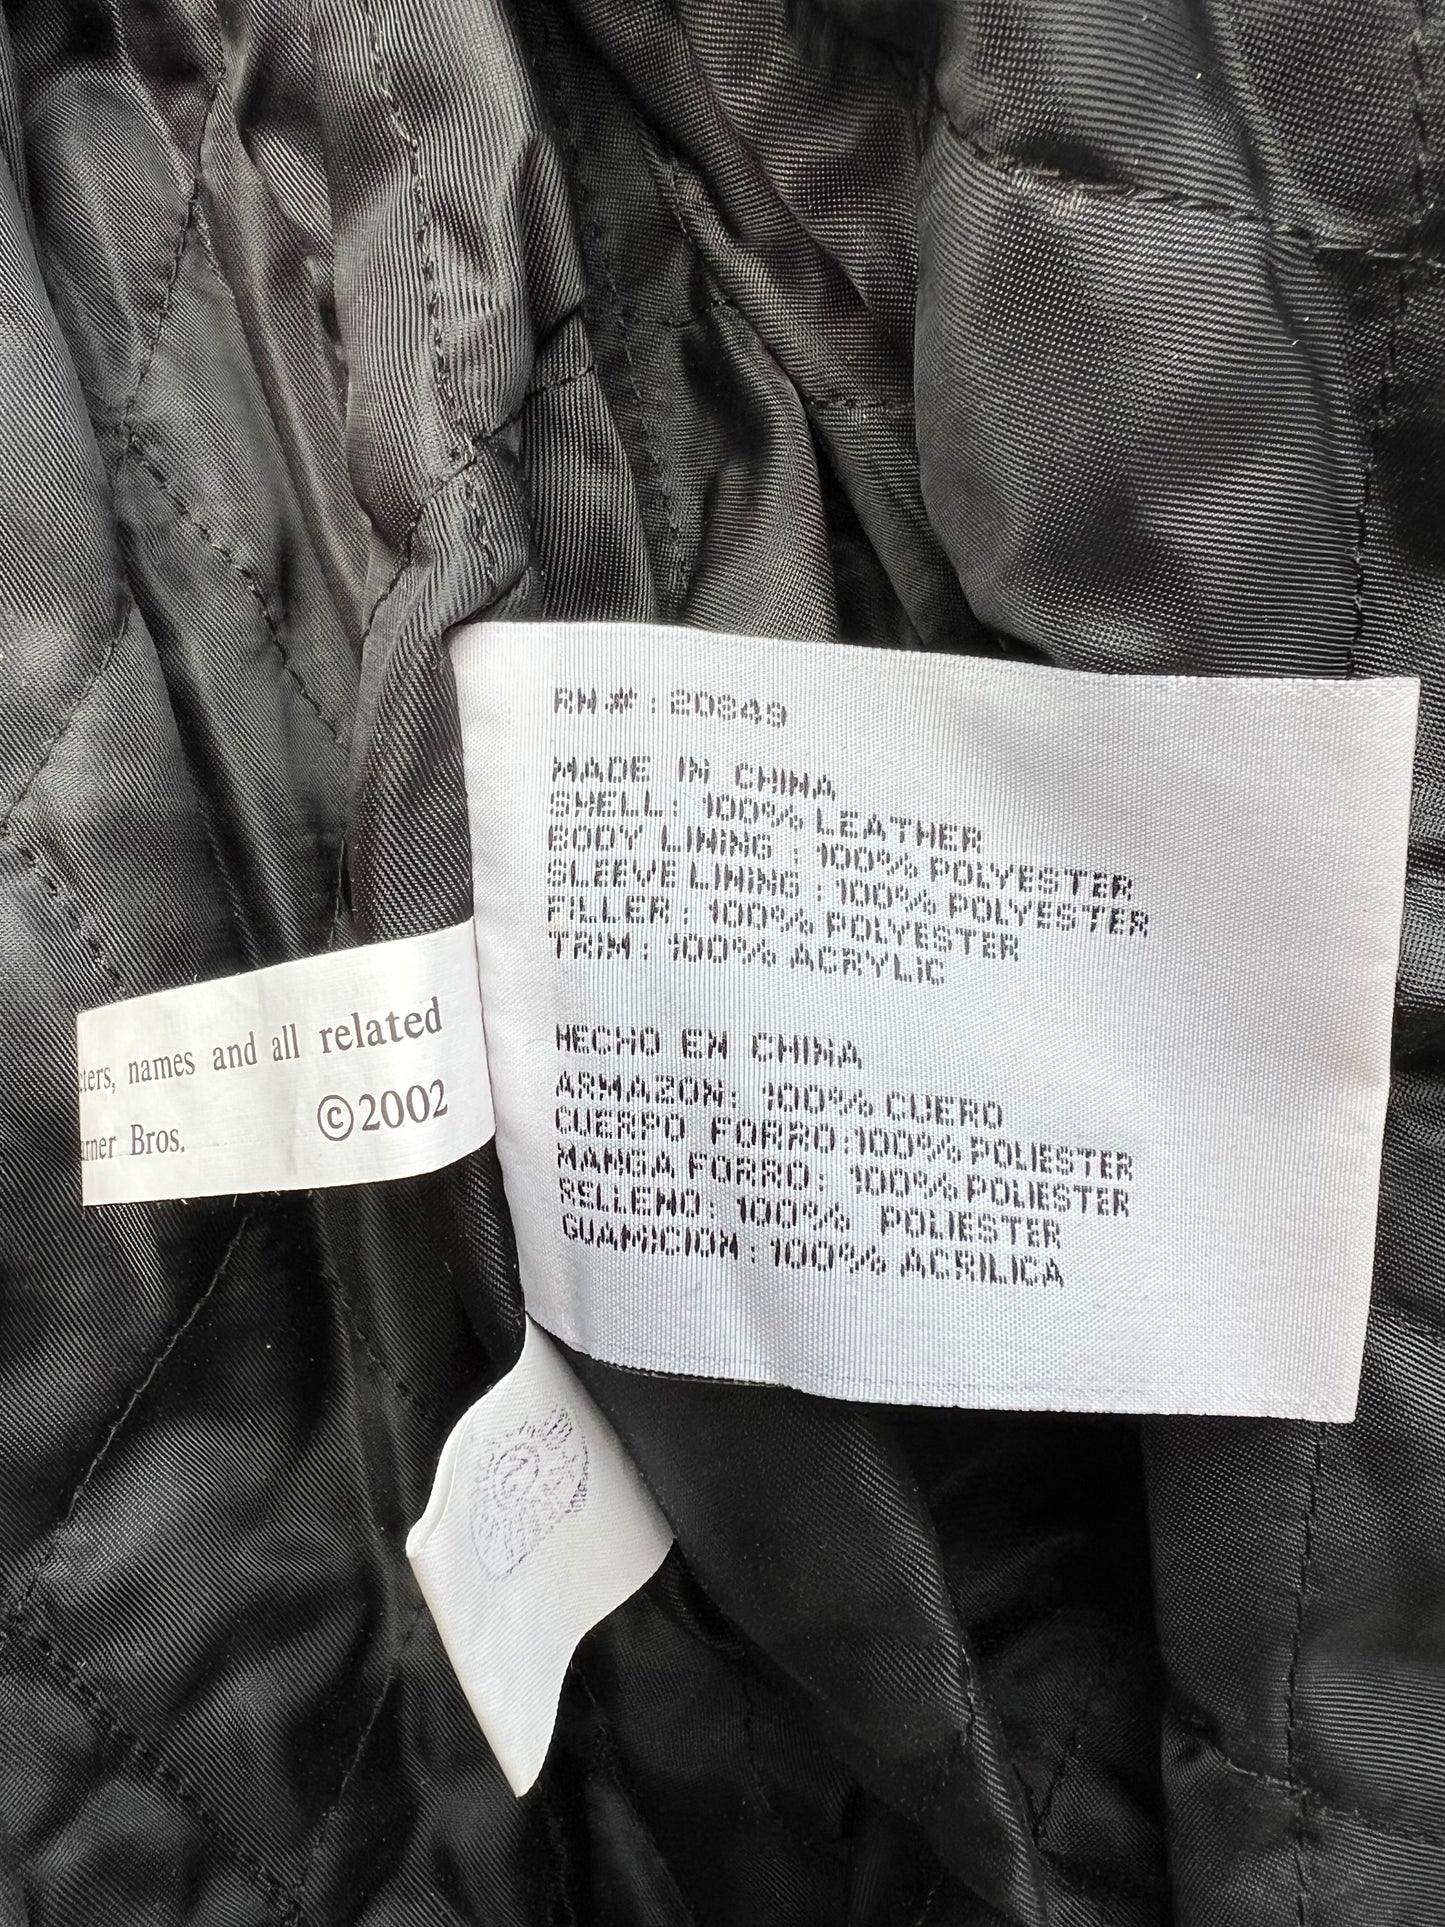 RN # : 20349
MADE IN CHINA
SHELL: 100% LEATHER
BODY LINING : 100% POLYESTER
SLEEVE LINING : 100% POLYESTER
FILLER : 100% POLYESTER
TRIM : 100% ACRYLIC
HECHO EN CHINA
ARMAZON: 100% CUERO
CUERPO FORRO:100% POLIESTER
MANGA FORRO: 100% POLIESTER
RELLENO: 100% POLIESTER
GUAMICION : 100% ACRILICA
names and all related
Bros. ©2002